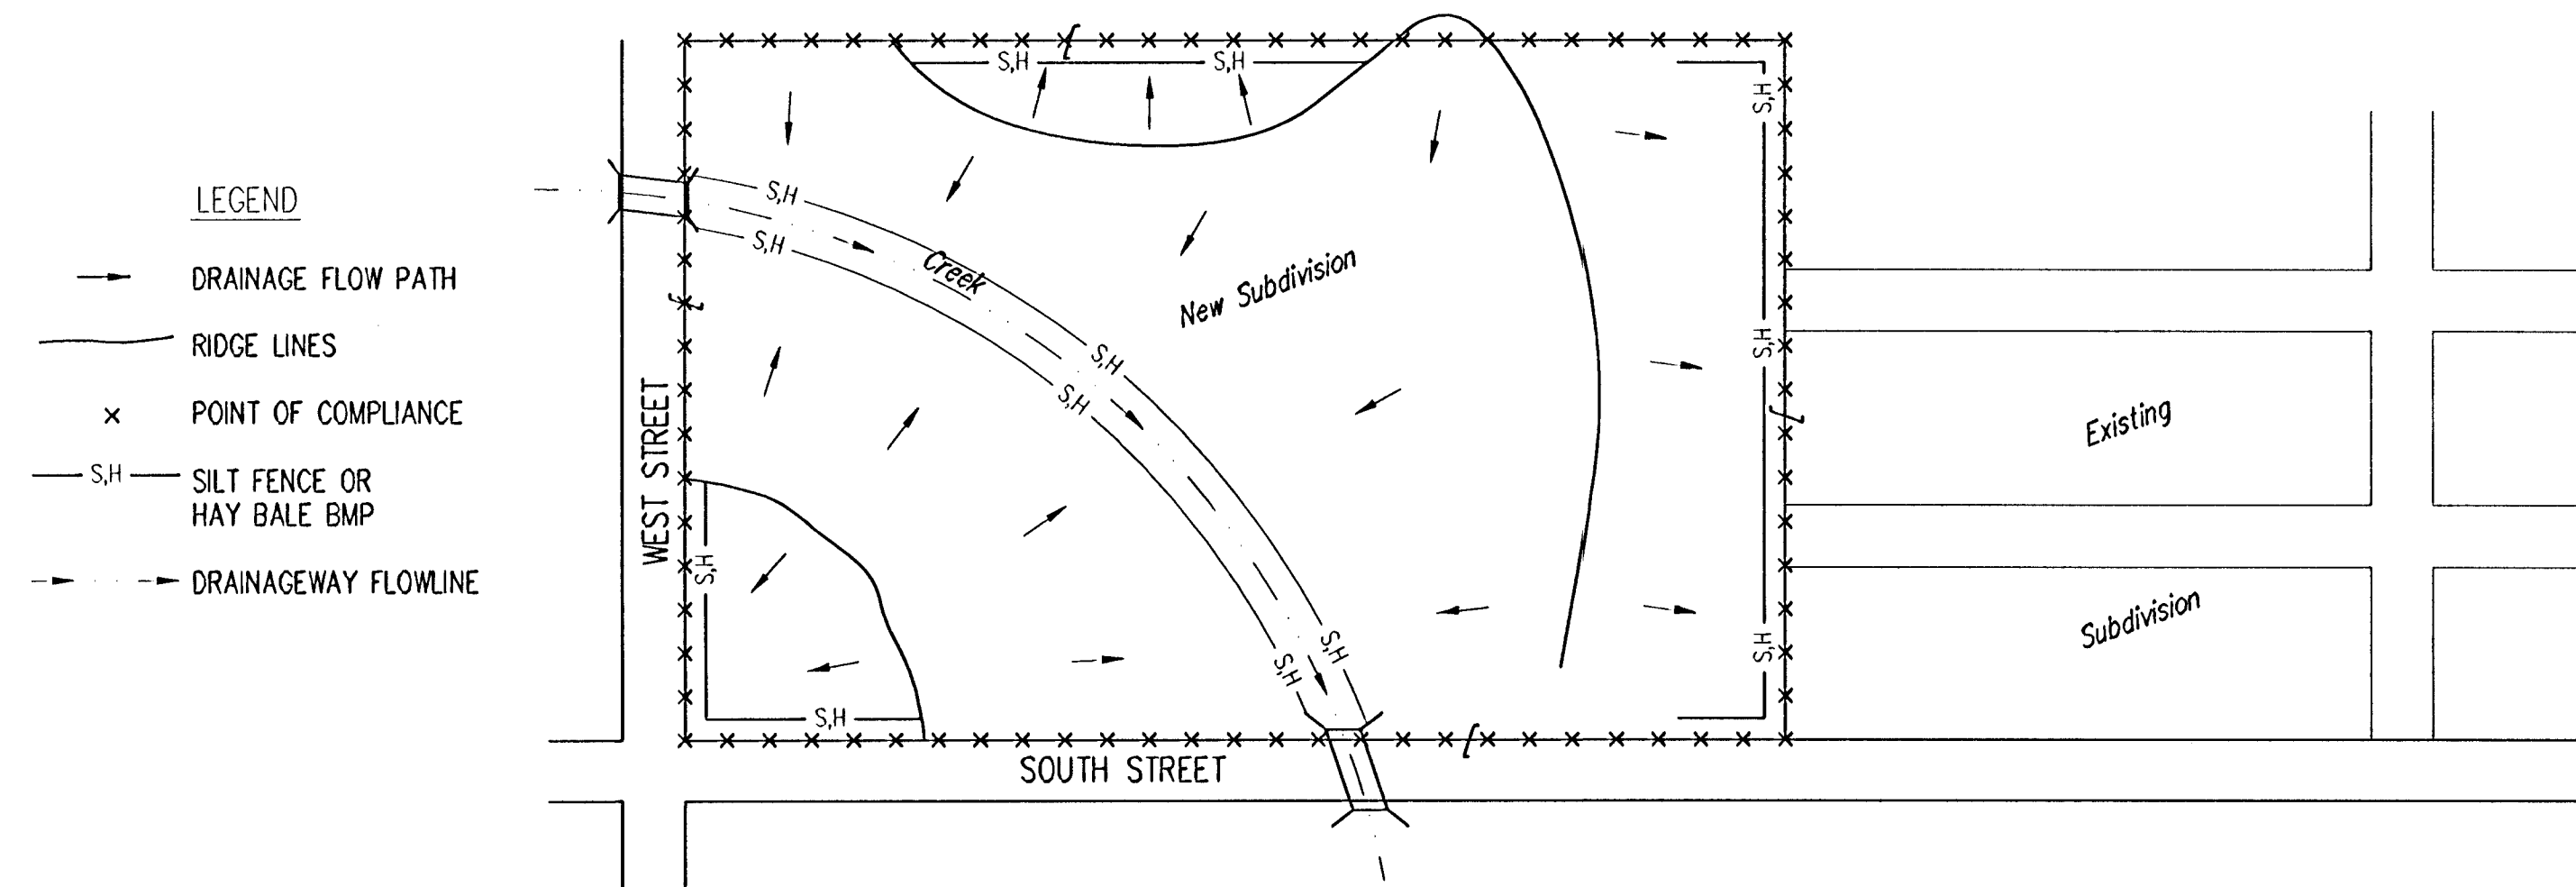 LEGEND
DRAINAGE FLOW PATH
RIDGE LINES
× POINT OF COMPLIANCE
S,H SILT FENCE OR
HAY BALE BMP
DRAINAGEWAY FLOWLINE
S,H S,H
S,H
S,H
S,H
Creek
New Subdivision
S,H
S,H
S,H
S,H
WEST STREET
S,H
S,H
S,H
S,H
S,H
SOUTH STREET
Existing
Subdivision